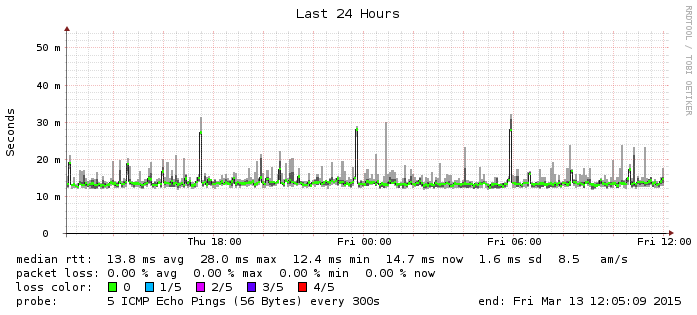 Last 24 Hours
RRDTOOL / TOBI OETIKER
Seconds
50 m
40 m
30 m
20 m
10 m
0
Thu 18:00 Fri 00:00 Fri 06:00 Fri 12:00
median rtt: 13.8 ms avg 28.0 ms max 12.4 ms min 14.7 ms now 1.6 ms sd 8.5 am/s
packet loss: 0.00 % avg 0.00 % max 0.00 % min 0.00 % now
loss color: 0 1/5 2/5 3/5 4/5
probe: 5 ICMP Echo Pings (56 Bytes) every 300s end: Fri Mar 13 12:05:09 2015